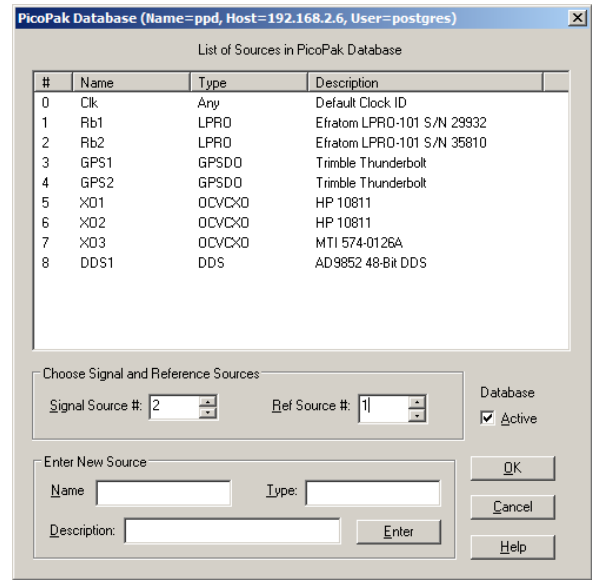 PicoPak Database (Name=ppd, Host=192.168.2.6, User=postgres)
List of Sources in PicoPak Database
# Name Type Description
0 Clk Any Default Clock ID
1 Rb1 LPRO Efratom LPRO-101 S/N 29932
2 Rb2 LPRO Efratom LPRO-101 S/N 35810
3 GPS1 GPSDO Trimble Thunderbolt
4 GPS2 GPSDO Trimble Thunderbolt
5 XO1 OCVCXO HP 10811
6 XO2 OCVCXO HP 10811
7 XO3 OCVCXO MTI 574-0126A
8 DDS1 DDS AD9852 48-Bit DDS
Choose Signal and Reference Sources
Signal Source #: 2 Ref Source #: 1
Database
Active
Enter New Source
Name Type:
Description: Enter
OK
Cancel
Help